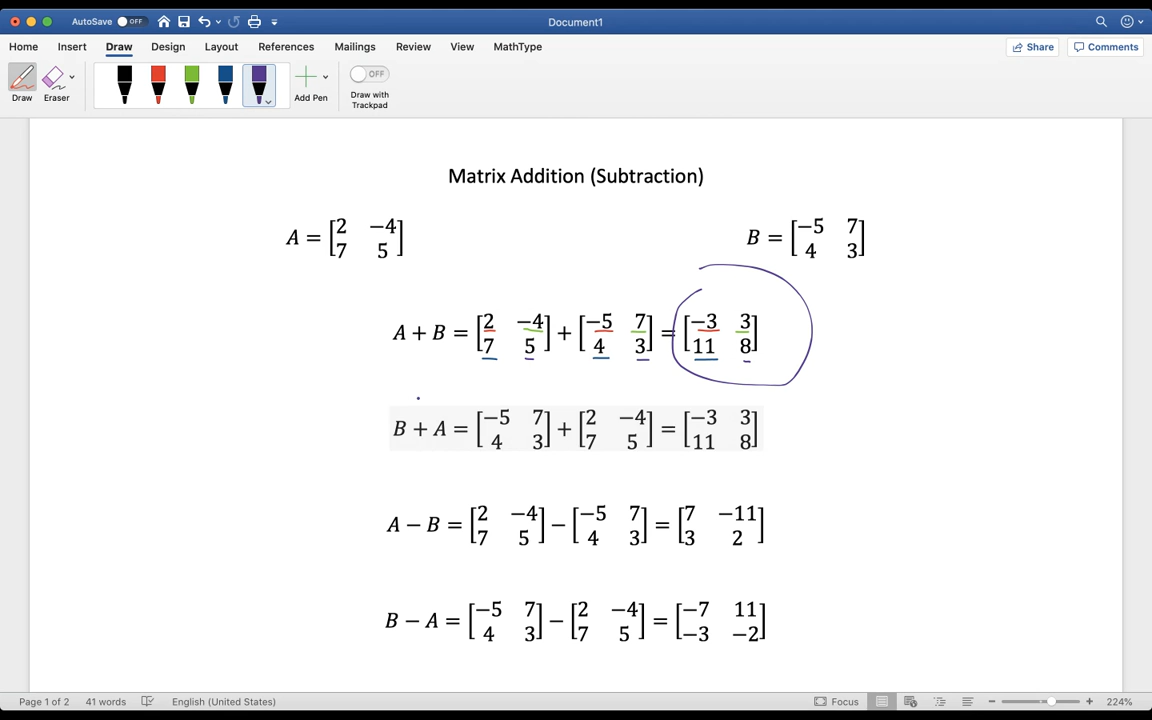 AutoSave OFF Document1
Home Insert Draw Design Layout References Mailings Review View MathType Share Comments
Draw Eraser Add Pen OFF Draw with Trackpad
Matrix Addition (Subtraction)
A = [2 −4 7 5] B = [−5 7 4 3]
A + B = [2 −4 7 5] + [−5 7 4 3] = [−3 3 11 8]
B + A = [−5 7 4 3] + [2 −4 7 5] = [−3 3 11 8]
A − B = [2 −4 7 5] − [−5 7 4 3] = [7 −11 3 2]
B − A = [−5 7 4 3] − [2 −4 7 5] = [−7 11 −3 −2]
Page 1 of 2 41 words English (United States) Focus 224%